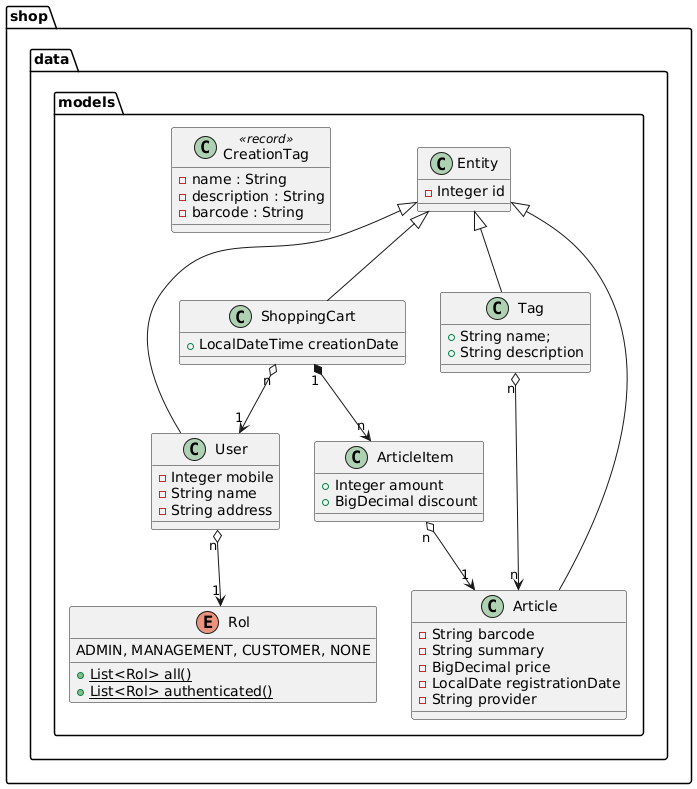 shop
data
models
C «record»
CreationTag
name : String
description : String
barcode : String
C Entity
Integer id
C ShoppingCart
LocalDateTime creationDate
C Tag
String name;
String description
n
1
1
n
n
n
C User
Integer mobile
String name
String address
C ArticleItem
Integer amount
BigDecimal discount
n
1
n
1
E Rol
ADMIN, MANAGEMENT, CUSTOMER, NONE
List<Rol> all()
List<Rol> authenticated()
C Article
String barcode
String summary
BigDecimal price
LocalDate registrationDate
String provider